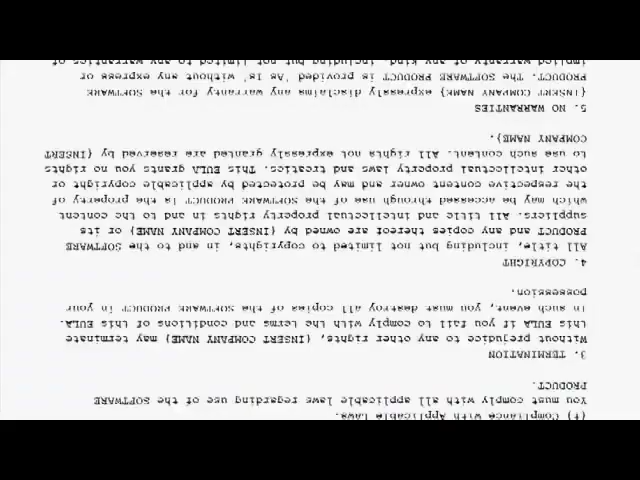 (f) Compliance with Applicable Laws.
You must comply with all applicable laws regarding use of the SOFTWARE
PRODUCT.
3. TERMINATION
Without prejudice to any other rights, {INSERT COMPANY NAME} may terminate
this EULA if you fail to comply with the terms and conditions of this EULA.
In such event, you must destroy all copies of the SOFTWARE PRODUCT in your
possession.
4. COPYRIGHT
All title, including but not limited to copyrights, in and to the SOFTWARE
PRODUCT and any copies thereof are owned by {INSERT COMPANY NAME} or its
suppliers. All title and intellectual property rights in and to the content
which may be accessed through use of the SOFTWARE PRODUCT is the property of
the respective content owner and may be protected by applicable copyright or
other intellectual property laws and treaties. This EULA grants you no rights
to use such content. All rights not expressly granted are reserved by {INSERT
COMPANY NAME}.
5. NO WARRANTIES
{INSERT COMPANY NAME} expressly disclaims any warranty for the SOFTWARE
PRODUCT. The SOFTWARE PRODUCT is provided 'As Is' without any express or
implied warranty of any kind, including but not limited to any warranties of